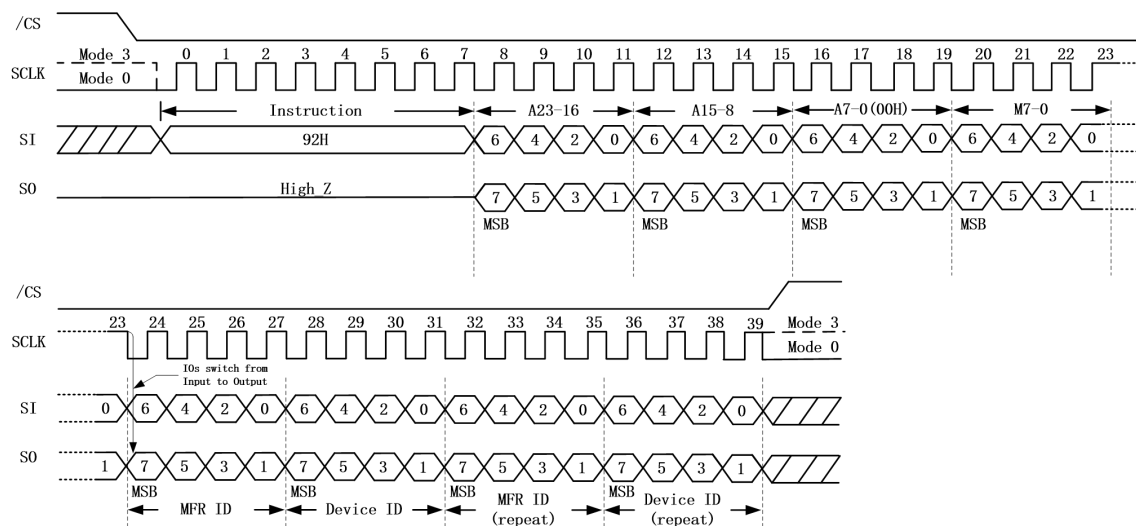 /CS
Mode 3 0 1 2 3 4 5 6 7 8 9 10 11 12 13 14 15 16 17 18 19 20 21 22 23
SCLK
Mode 0
Instruction A23-16 A15-8 A7-0(00H) M7-0
SI 92H 6 4 2 0 6 4 2 0 6 4 2 0 6 4 2 0
SO High_Z 7 5 3 1 7 5 3 1 7 5 3 1 7 5 3 1
MSB MSB MSB MSB
/CS
23 24 25 26 27 28 29 30 31 32 33 34 35 36 37 38 39 Mode 3
SCLK
Mode 0
IOs switch from
Input to Output
SI 0 6 4 2 0 6 4 2 0 6 4 2 0 6 4 2 0
SO 1 7 5 3 1 7 5 3 1 7 5 3 1 7 5 3 1
MSB MSB MSB MSB
MFR ID Device ID MFR ID Device ID
(repeat) (repeat)